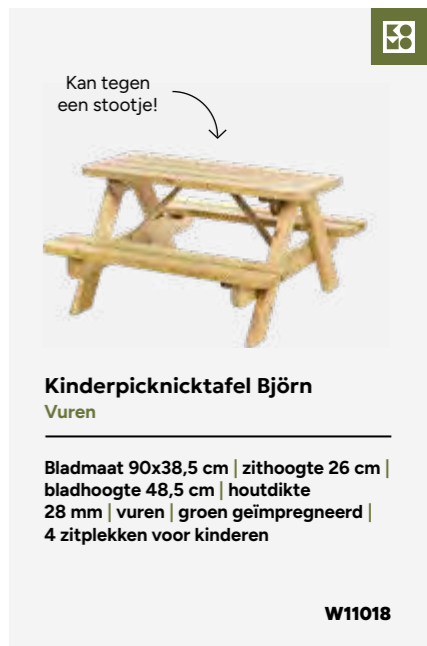 Kan tegen
een stootje!
Kinderpicknicktafel Björn
Vuren
Bladmaat 90x38,5 cm | zithoogte 26 cm |
bladhoogte 48,5 cm | houtdikte
28 mm | vuren | groen geïmpregneerd |
4 zitplekken voor kinderen
W11018